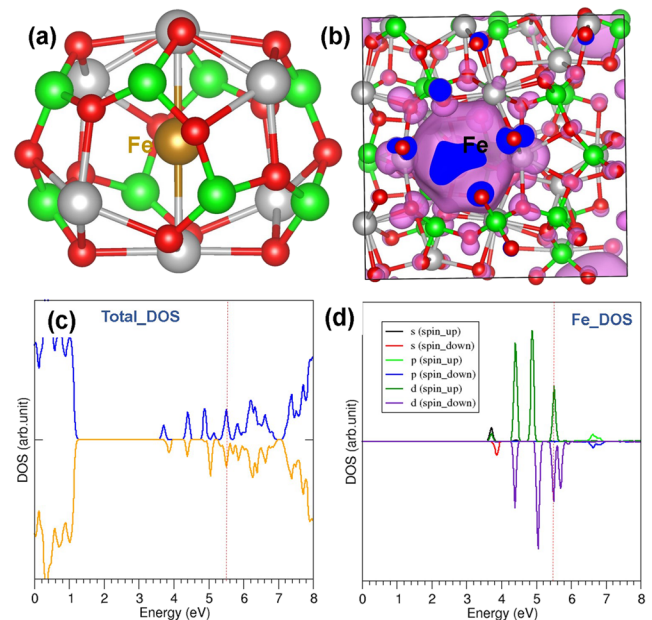 (a)
Fe
(b)
Fe
(c)
Total_DOS
DOS (arb.unit)
0 1 2 3 4 5 6 7 8
Energy (eV)
(d)
Fe_DOS
s (spin_up)
s (spin_down)
p (spin_up)
p (spin_down)
d (spin_up)
d (spin_down)
DOS (arb.unit)
0 1 2 3 4 5 6 7 8
Energy (eV)